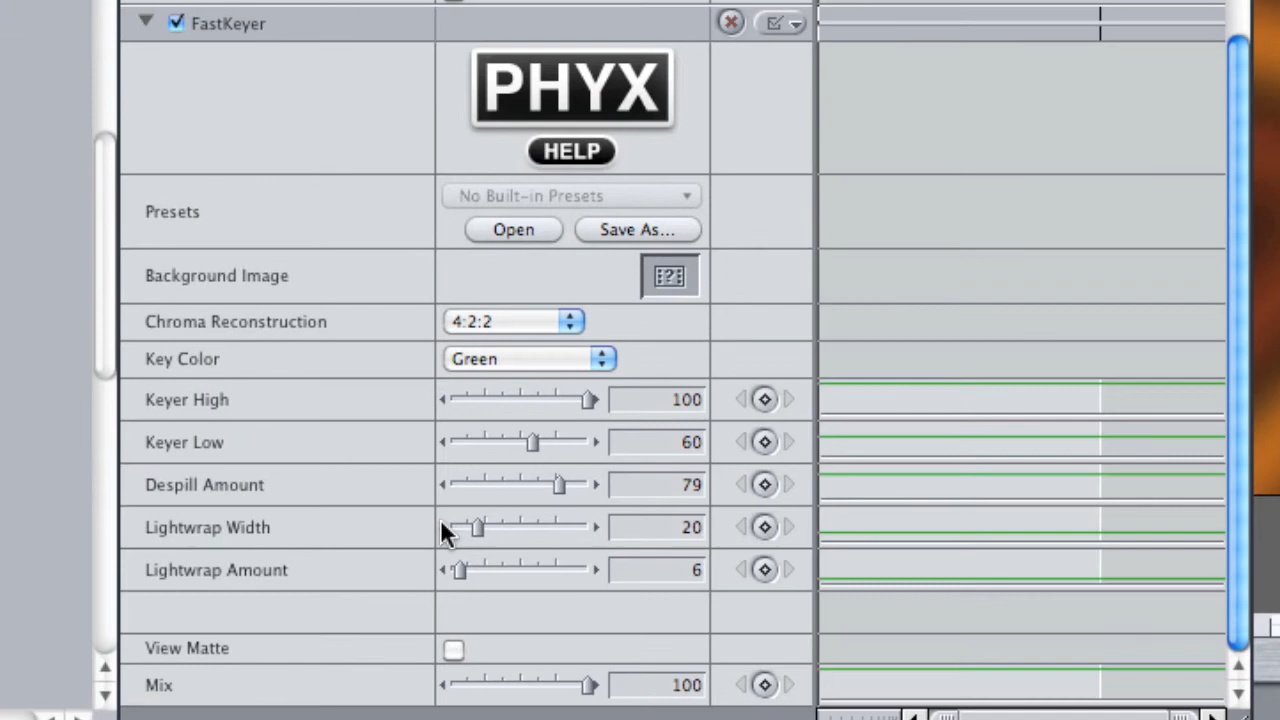 FastKeyer
PHYX
HELP
Presets
No Built-in Presets
Open Save As...
Background Image
Chroma Reconstruction 4:2:2
Key Color Green
Keyer High 100
Keyer Low 60
Despill Amount 79
Lightwrap Width 20
Lightwrap Amount 6
View Matte
Mix 100